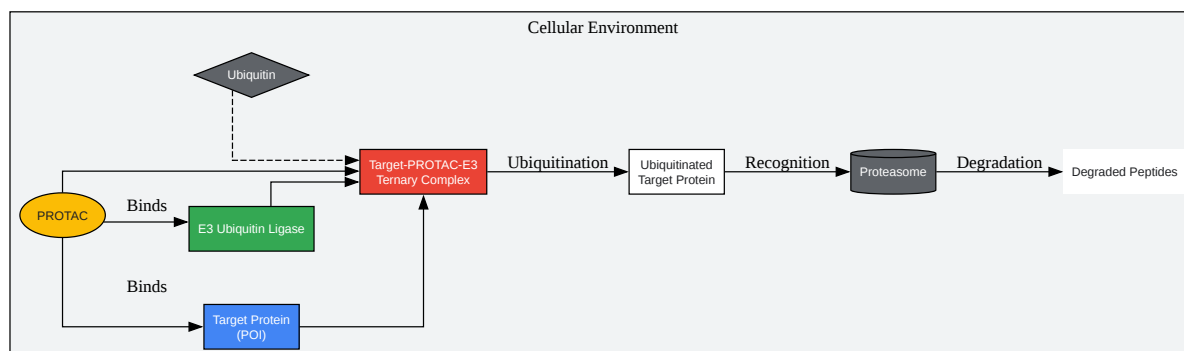 Cellular Environment
Ubiquitin
Target-PROTAC-E3
Ternary Complex
Ubiquitination
Ubiquitinated
Target Protein
Recognition
Proteasome
Degradation
Degraded Peptides
PROTAC
Binds
E3 Ubiquitin Ligase
Binds
Target Protein
(POI)